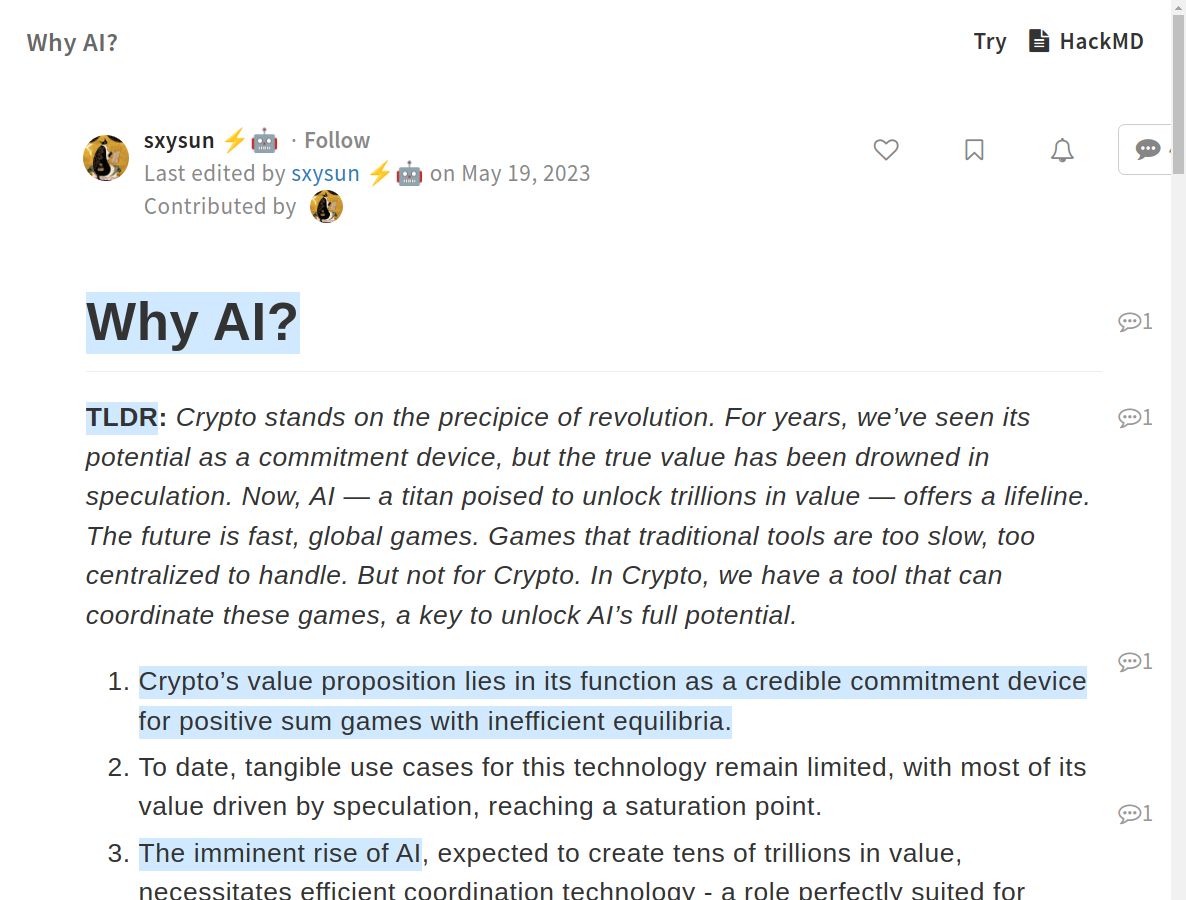 Why AI?
Try HackMD
sxysun ⚡🤖 · Follow
Last edited by sxysun ⚡🤖 on May 19, 2023
Contributed by
Why AI?
1
TLDR: Crypto stands on the precipice of revolution. For years, we’ve seen its
1
potential as a commitment device, but the true value has been drowned in
speculation. Now, AI — a titan poised to unlock trillions in value — offers a lifeline.
The future is fast, global games. Games that traditional tools are too slow, too
centralized to handle. But not for Crypto. In Crypto, we have a tool that can
coordinate these games, a key to unlock AI’s full potential.
1
1. Crypto’s value proposition lies in its function as a credible commitment device
for positive sum games with inefficient equilibria.
2. To date, tangible use cases for this technology remain limited, with most of its
value driven by speculation, reaching a saturation point.
1
3. The imminent rise of AI, expected to create tens of trillions in value,
necessitates efficient coordination technology - a role perfectly suited for